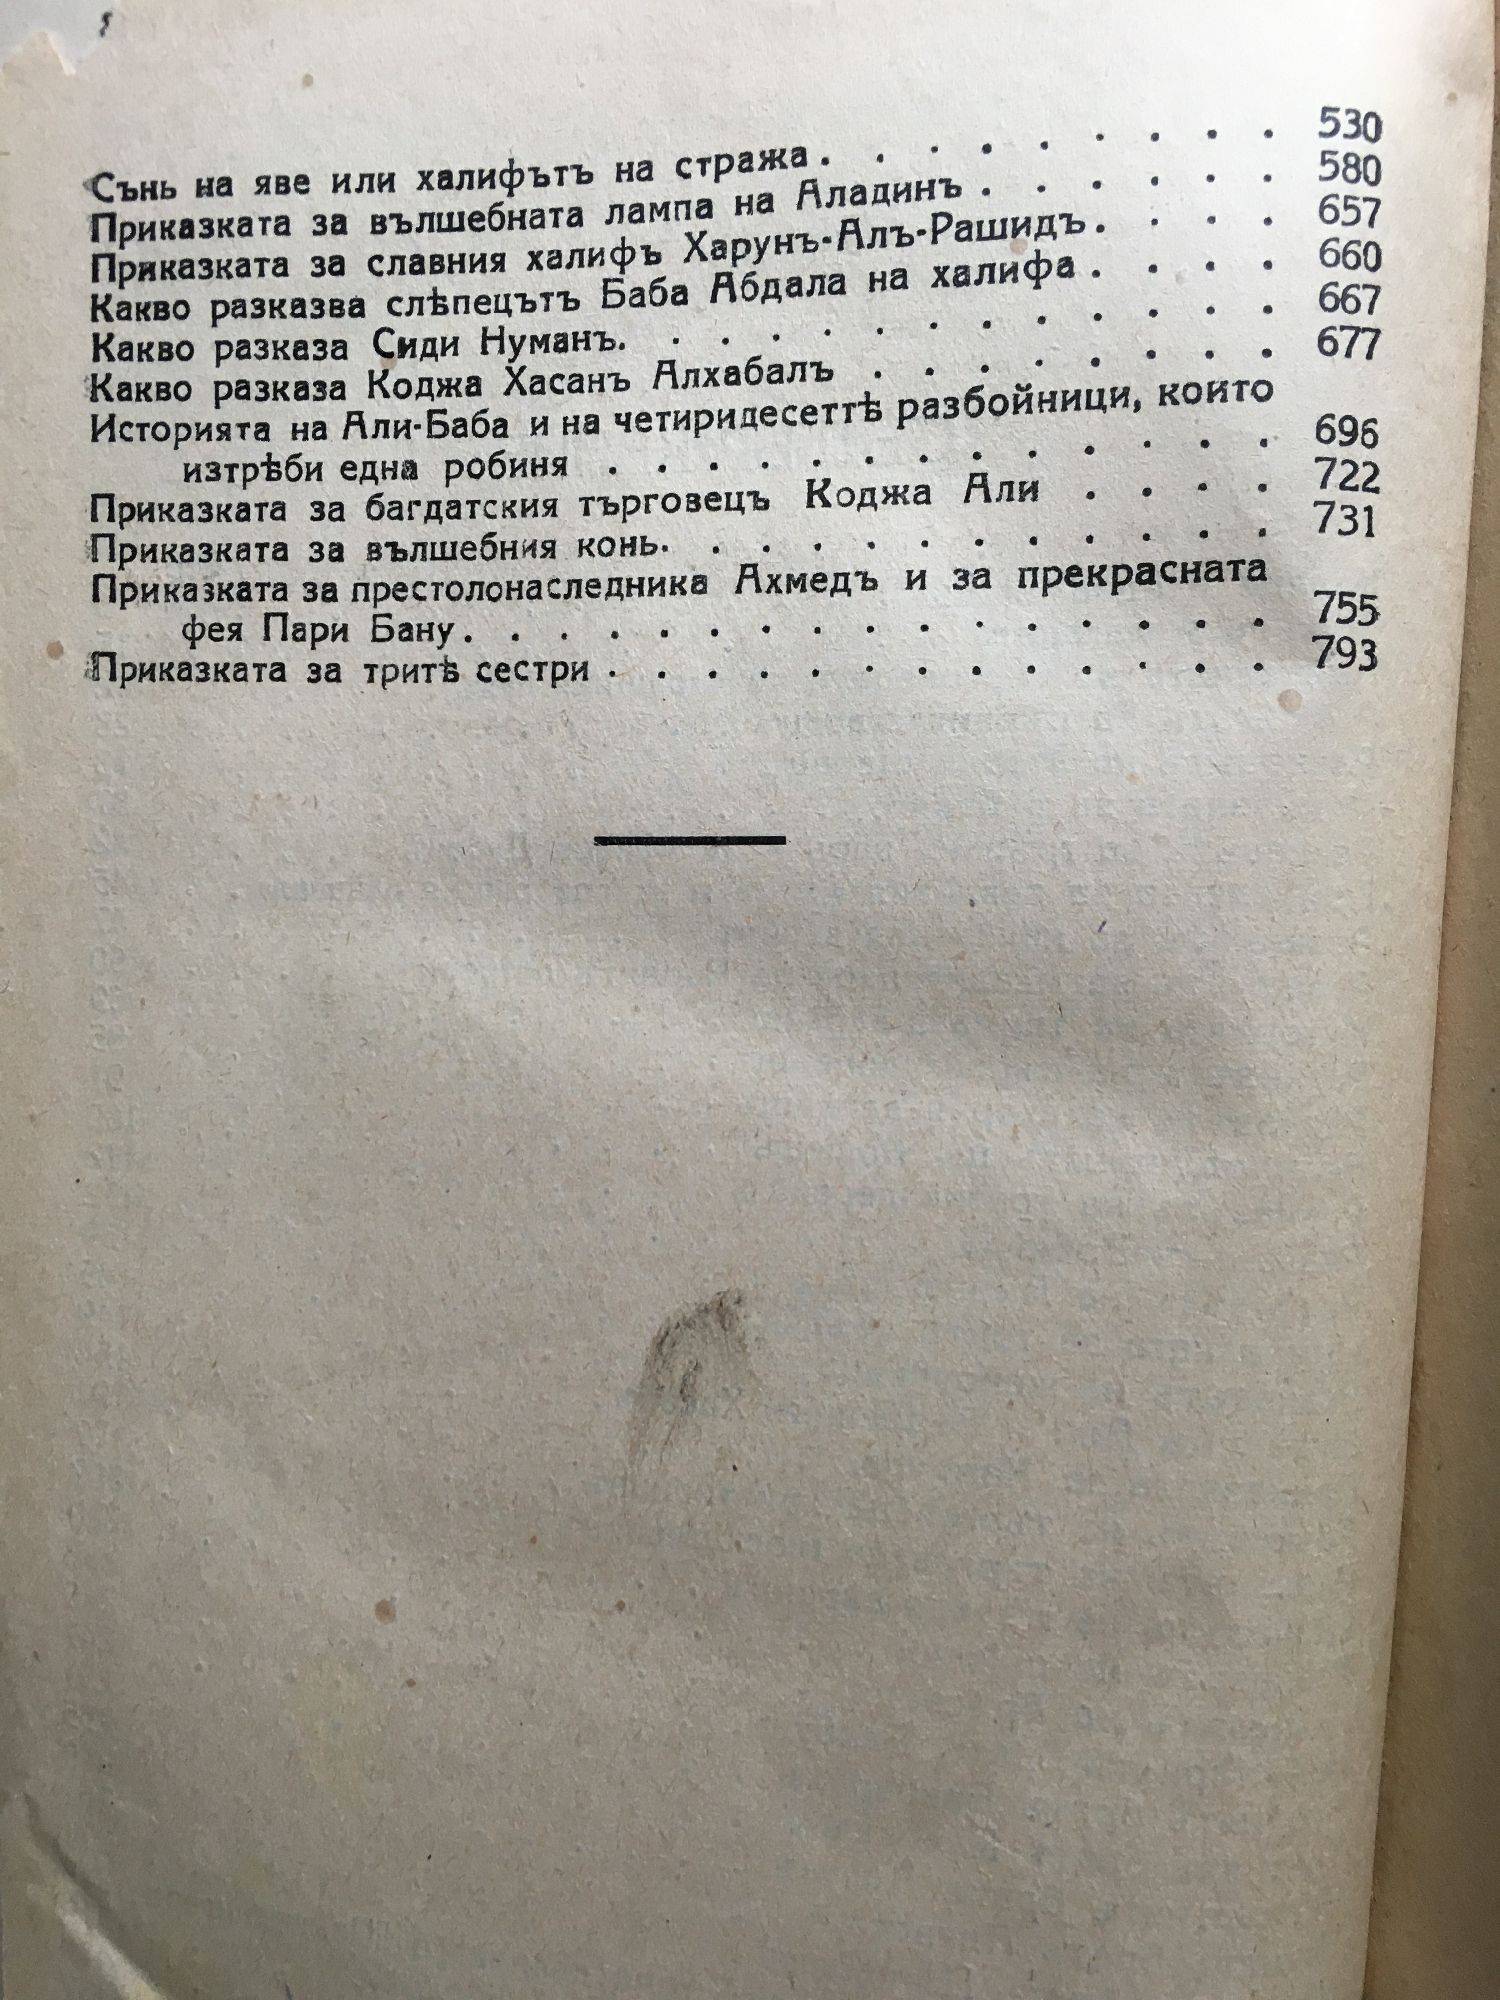 Сънь на яве или халифътъ на стража . . . . . . . . . 530
Приказката за вълшебната лампа на Аладинъ . . . . . . 580
Приказката за славния халифъ Харунъ-Алъ-Рашидъ . . . . 657
Какво разказва слѣпецътъ Баба Абдала на халифа . . . . 660
Какво разказа Сиди Нуманъ . . . . . . . . . . . . . 667
Какво разказа Коджа Хасанъ Алхабалъ . . . . . . . . 677
Историята на Али-Баба и на четиридесеттѣ разбойници, които
изтрѣби една робиня . . . . . . . . . . . . . 696
Приказката за багдатския търговецъ Коджа Али . . . . 722
Приказката за вълшебния конь . . . . . . . . . . . . 731
Приказката за престолонаследника Ахмедъ и за прекрасната
фея Пари Бану . . . . . . . . . . . . . . . . 755
Приказката за тритѣ сестри . . . . . . . . . . . . . 793